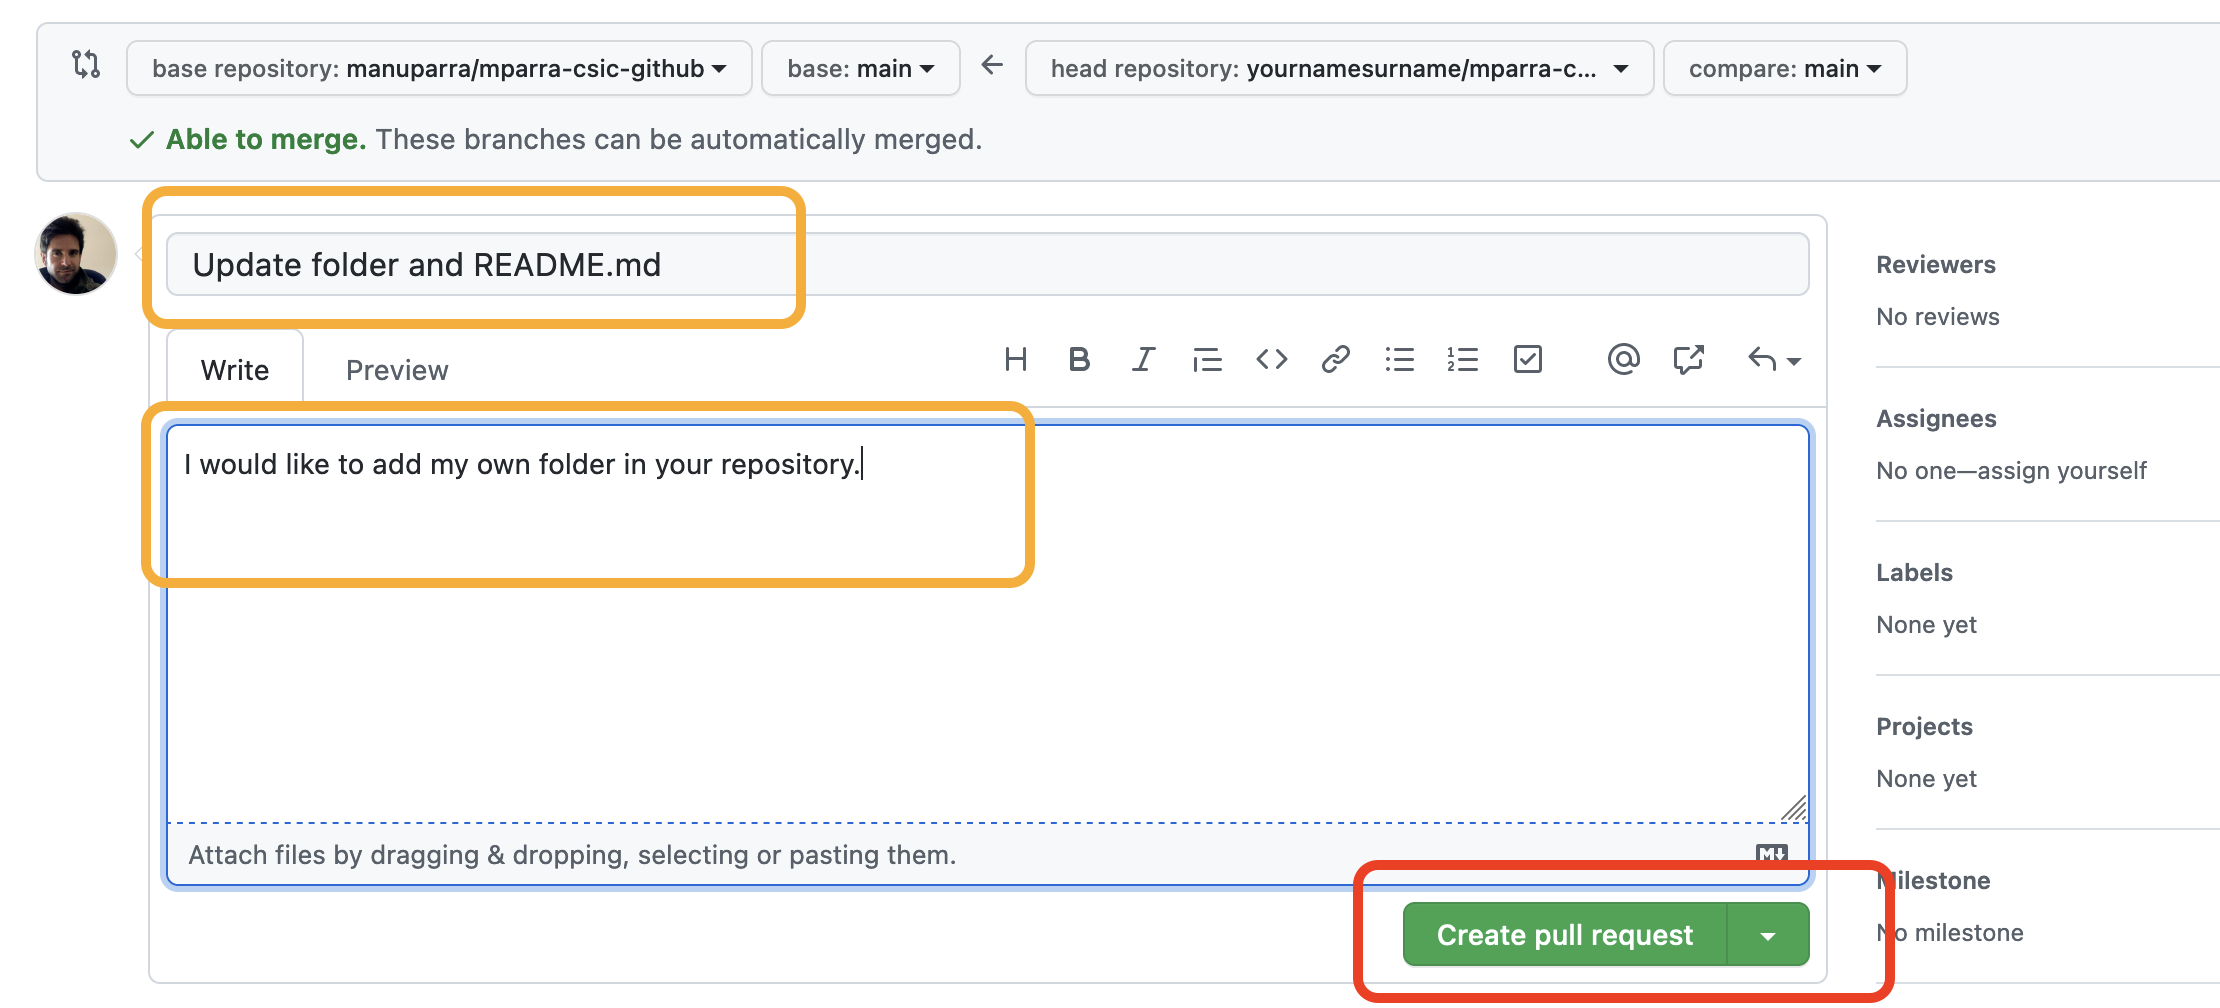 base repository: manuparra/mparra-csic-github base: main head repository: yournamesurname/mparra-c... compare: main
Able to merge. These branches can be automatically merged.
Update folder and README.md
Write Preview
I would like to add my own folder in your repository.
Attach files by dragging & dropping, selecting or pasting them.
Create pull request
Reviewers
No reviews
Assignees
No one—assign yourself
Labels
None yet
Projects
None yet
Milestone
No milestone